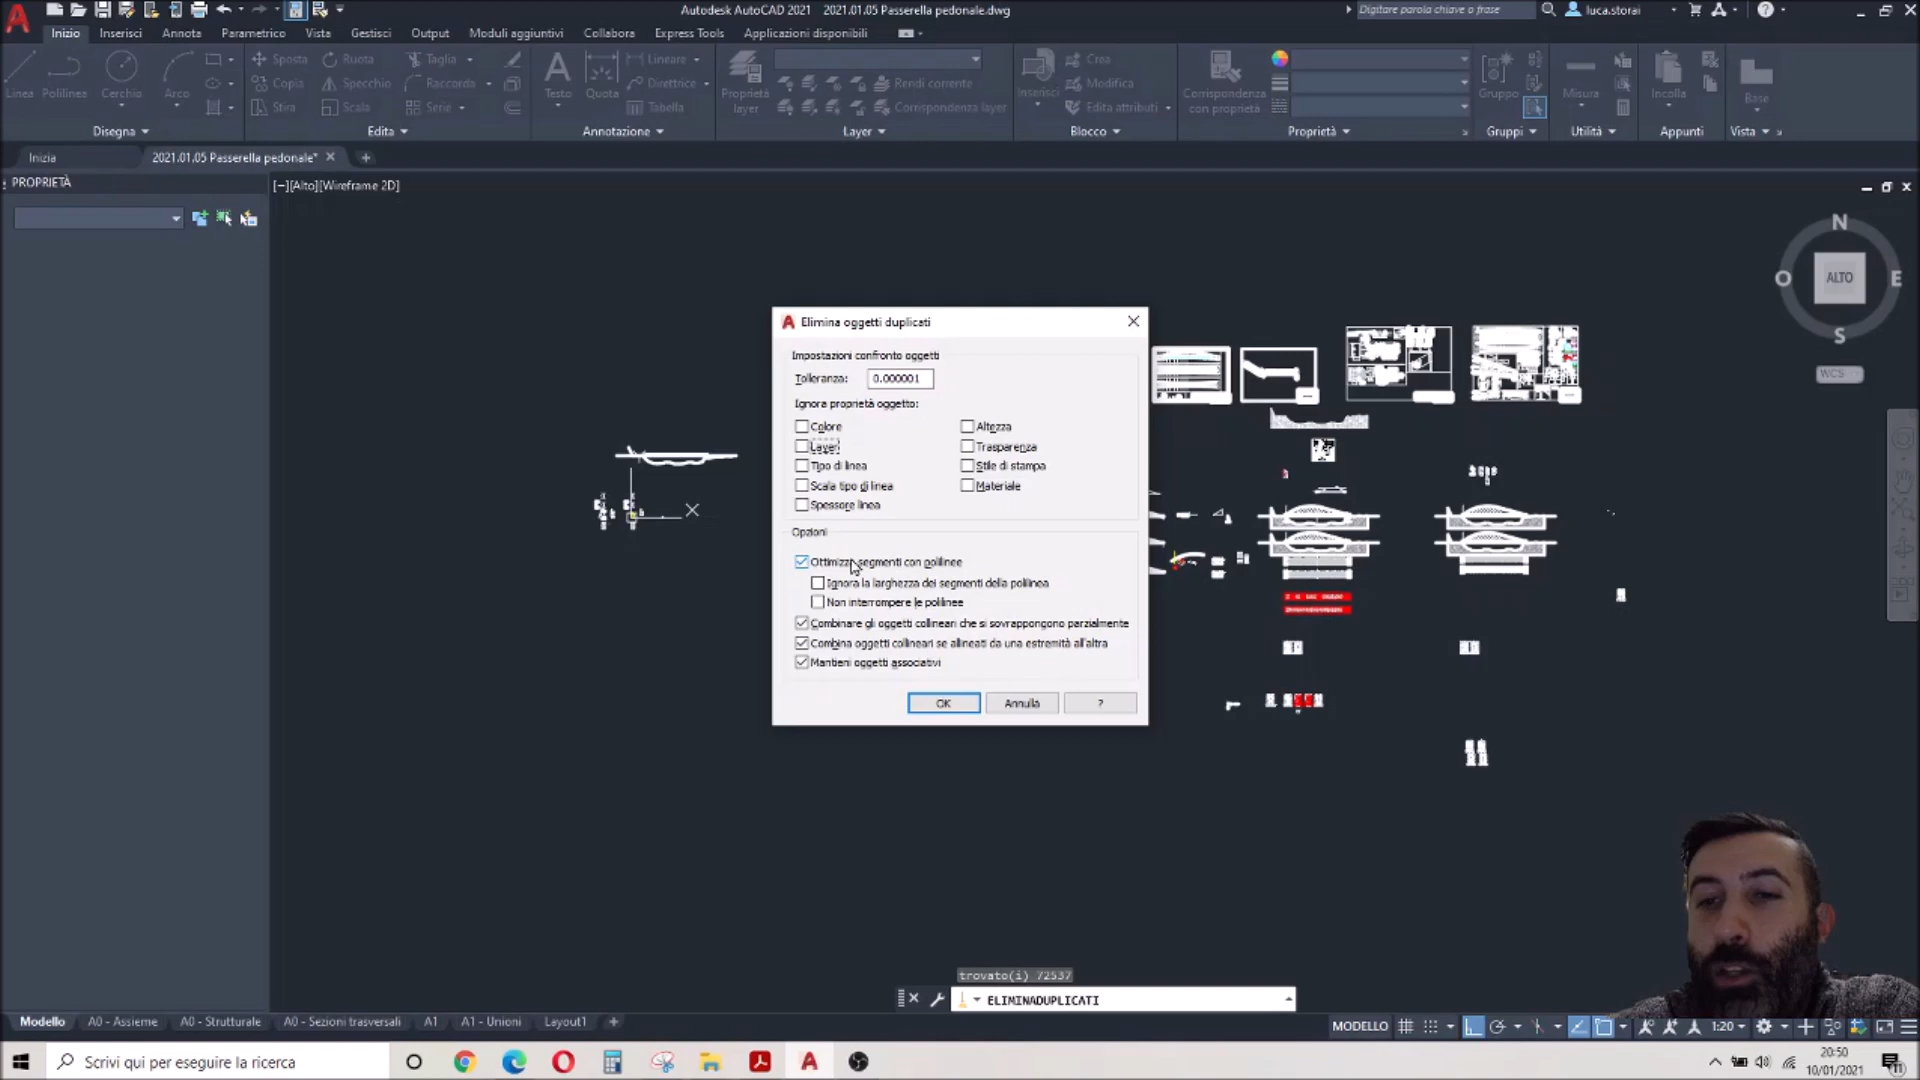 Autodesk AutoCAD 2021 2021.01.05 Passerella pedonale.dwg
Digitare parola chiave o frase
luca.storai
Inizio Inserisci Annota Parametrico Vista Gestisci Output Moduli aggiuntivi Collabora Express Tools Applicazioni disponibili
Linea Polilinea Cerchio Arco
Sposta Ruota Taglia
Copia Specchio Raccorda
Stira Scala Serie
Testo Quota
Lineare
Direttrice
Tabella
Proprietà layer
Rendi corrente
Corrispondenza layer
Inserisci
Crea
Modifica
Edita attributi
Corrispondenza con proprietà
Gruppo Misura Incolla Base
Disegna Edita Annotazione Layer Blocco Proprietà Gruppi Utilità Appunti Vista
Inizia 2021.01.05 Passerella pedonale*
PROPRIETÀ
[−][Alto][Wireframe 2D]
N
O ALTO E
S
WCS
Elimina oggetti duplicati
Impostazioni confronto oggetti
Tolleranza: 0.000001
Ignora proprietà oggetto:
Colore Altezza
Layer Trasparenza
Tipo di linea Stile di stampa
Scala tipo di linea Materiale
Spessore linea
Opzioni
Ottimizza segmenti con polilinee
Ignora la larghezza dei segmenti della polilinea
Non interrompere le polilinee
Combinare gli oggetti collineari che si sovrappongono parzialmente
Combina oggetti collineari se allineati da una estremità all'altra
Mantieni oggetti associativi
OK Annulla ?
trovato(i) 72537
ELIMINADUPLICATI
Modello A0 - Assieme A0 - Strutturale A0 - Sezioni trasversali A1 A1 - Unioni Layout1 +
MODELLO 1:20
Scrivi qui per eseguire la ricerca
20:50
10/01/2021